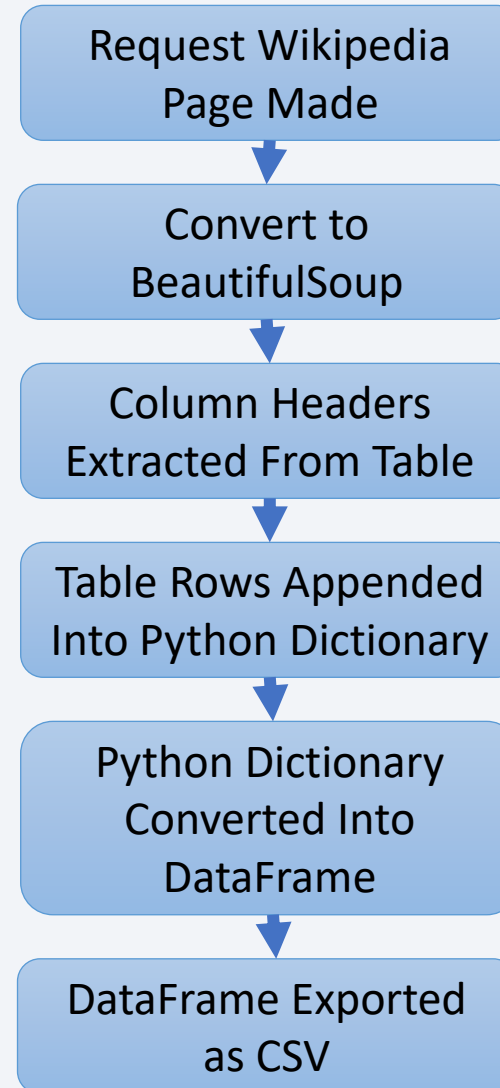 Request Wikipedia
Page Made
Convert to
BeautifulSoup
Column Headers
Extracted From Table
Table Rows Appended
Into Python Dictionary
Python Dictionary
Converted Into
DataFrame
DataFrame Exported
as CSV